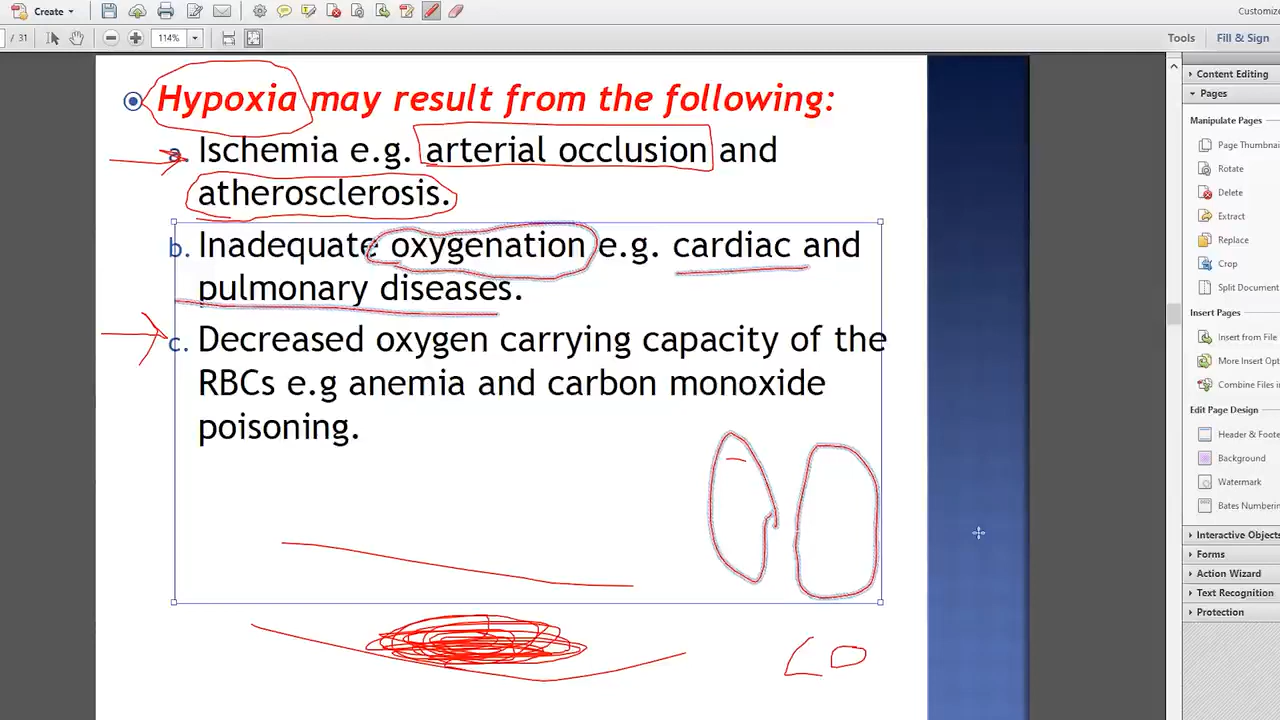 Create
Customize
/ 31
114%
Tools
Fill & Sign
Hypoxia may result from the following:
a. Ischemia e.g. arterial occlusion and
atherosclerosis.
b. Inadequate oxygenation e.g. cardiac and
pulmonary diseases.
c. Decreased oxygen carrying capacity of the
RBCs e.g anemia and carbon monoxide
poisoning.
CO
Content Editing
Pages
Manipulate Pages
Page Thumbna
Rotate
Delete
Extract
Replace
Crop
Split Document
Insert Pages
Insert from File
More Insert Opt
Combine Files in
Edit Page Design
Header & Foote
Background
Watermark
Bates Numbering
Interactive Objects
Forms
Action Wizard
Text Recognition
Protection